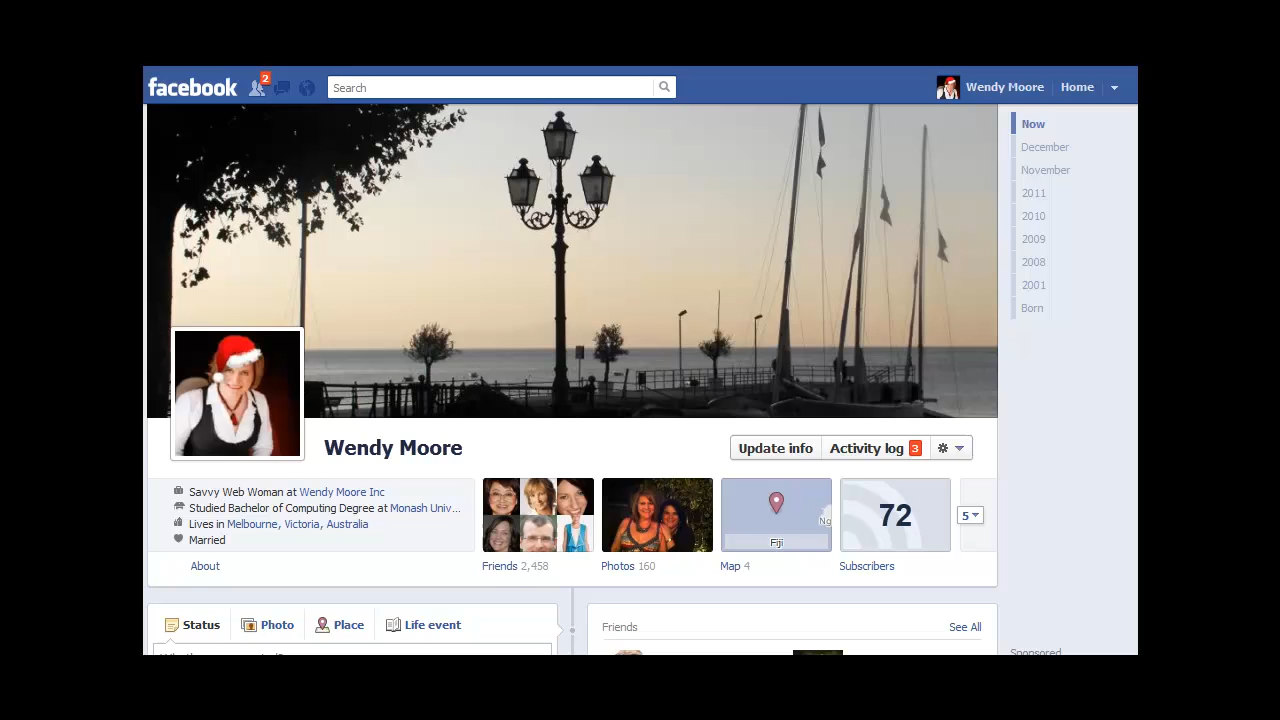 facebook
2
Search
Wendy Moore
Home
Now
December
November
2011
2010
2009
2008
2001
Born
Wendy Moore
Update info
Activity log 3
Savvy Web Woman at Wendy Moore Inc
Studied Bachelor of Computing Degree at Monash Univ...
Lives in Melbourne, Victoria, Australia
Married
About
Friends 2,458
Photos 160
Ng
Fiji
Map 4
72
Subscribers
5
Status
Photo
Place
Life event
Friends
See All
Sponsored